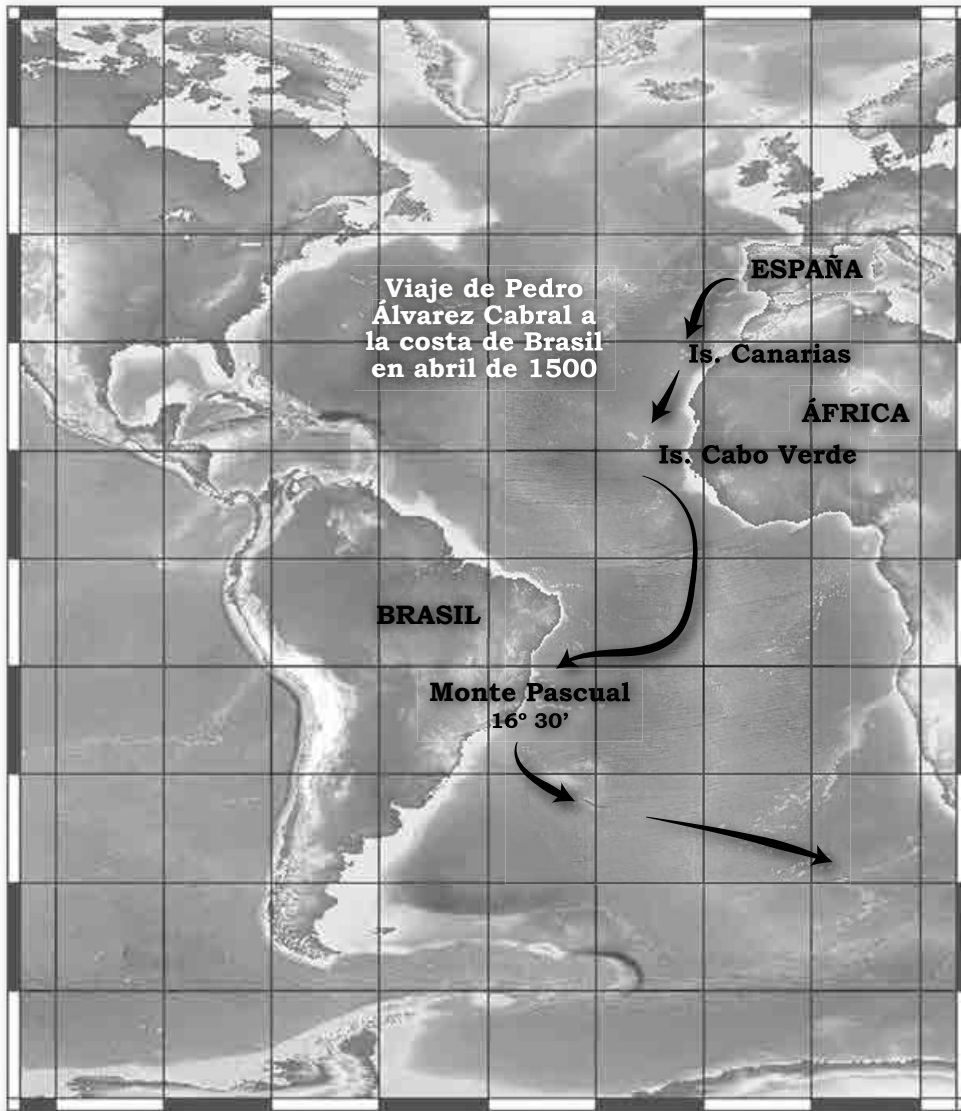 ESPAÑA
Viaje de Pedro
Álvarez Cabral a
la costa de Brasil
en abril de 1500
Is. Canarias
ÁFRICA
Is. Cabo Verde
BRASIL
Monte Pascual
16º 30’